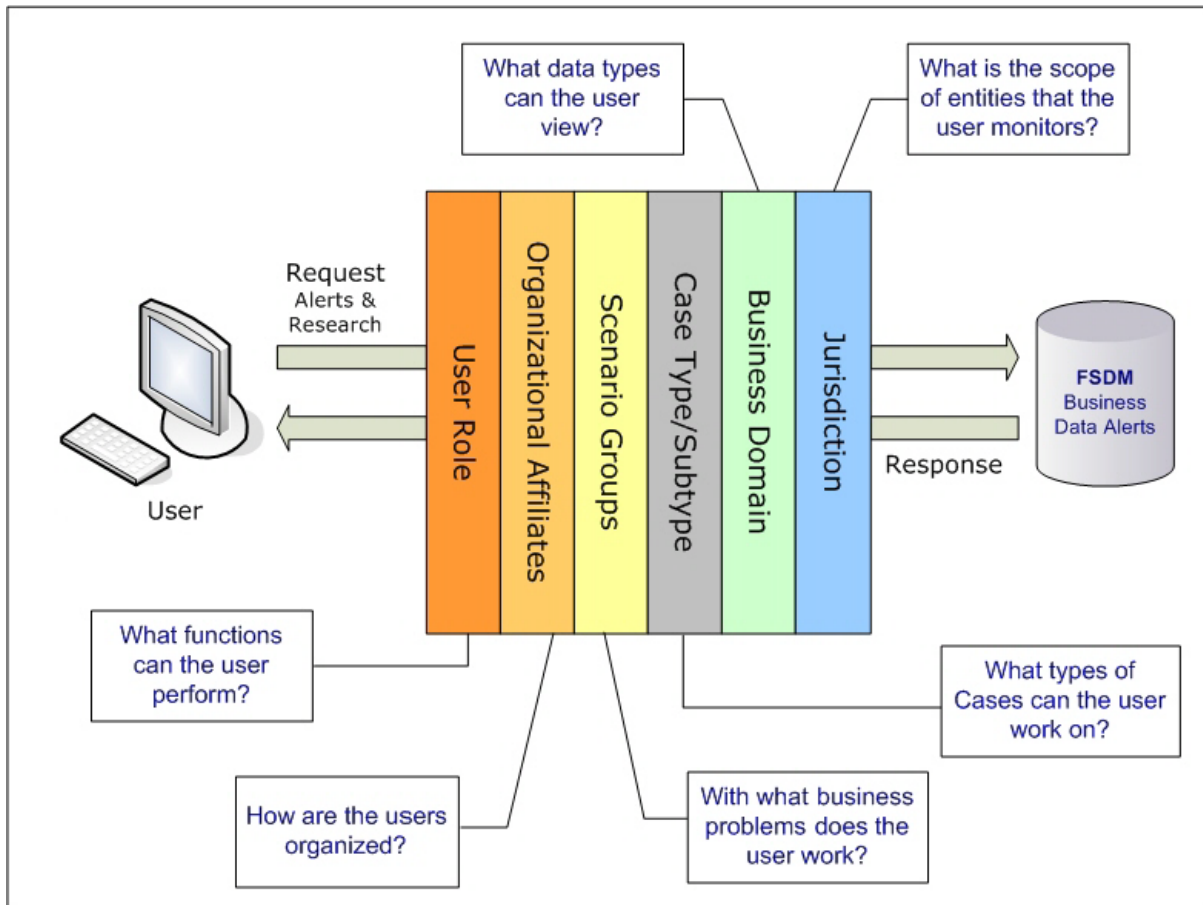 What data types
can the user
view?
What is the scope
of entities that the
user monitors?
Request
Alerts &
Research
User
User Role
Organizational Affiliates
Scenario Groups
Case Type/Subtype
Business Domain
Jurisdiction
Response
FSDM
Business
Data Alerts
What functions
can the user
perform?
What types of
Cases can the user
work on?
How are the users
organized?
With what business
problems does the
user work?